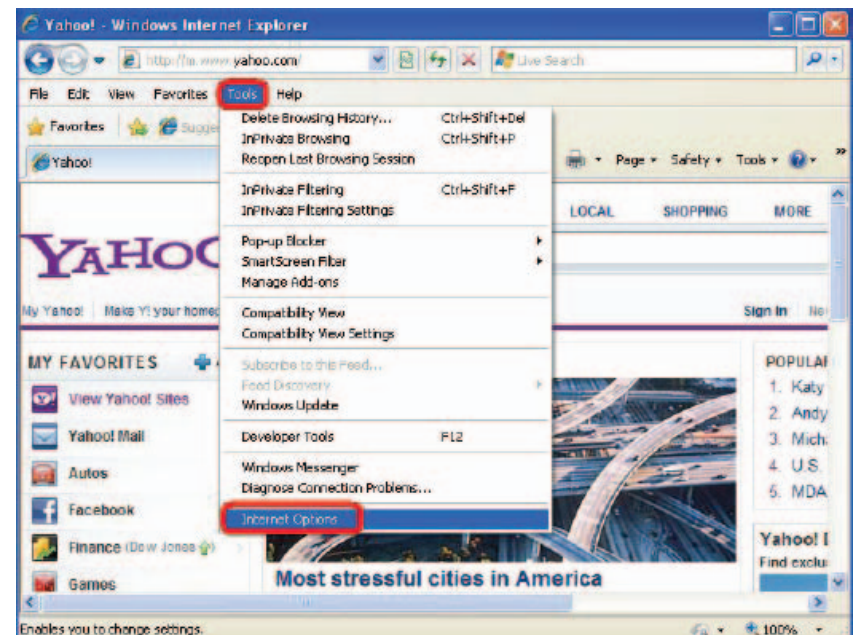 Yahoo! - Windows Internet Explorer
http://m.www.yahoo.com/
Live Search
File Edit View Favorites Tools Help
Favorites Sugge
Yahoo!
Page Safety Tools
Delete Browsing History... Ctrl+Shift+Del
InPrivate Browsing Ctrl+Shift+P
Reopen Last Browsing Session
InPrivate Filtering Ctrl+Shift+F
InPrivate Filtering Settings
Pop-up Blocker
SmartScreen Filter
Manage Add-ons
Compatibility View
Compatibility View Settings
Subscribe to this Feed...
Feed Discovery
Windows Update
Developer Tools F12
Windows Messenger
Diagnose Connection Problems...
Internet Options
LOCAL SHOPPING MORE
YAHOO
My Yahoo! Make Y! your home
Sign In
MY FAVORITES
View Yahoo! Sites
Yahoo! Mail
Autos
Facebook
Finance (Dow Jones)
Games
Most stressful cities in America
POPULA
1. Katy
2. Andy
3. Mich
4. U.S.
5. MDA
Yahoo!
Find exclu
Enables you to change settings.
100%